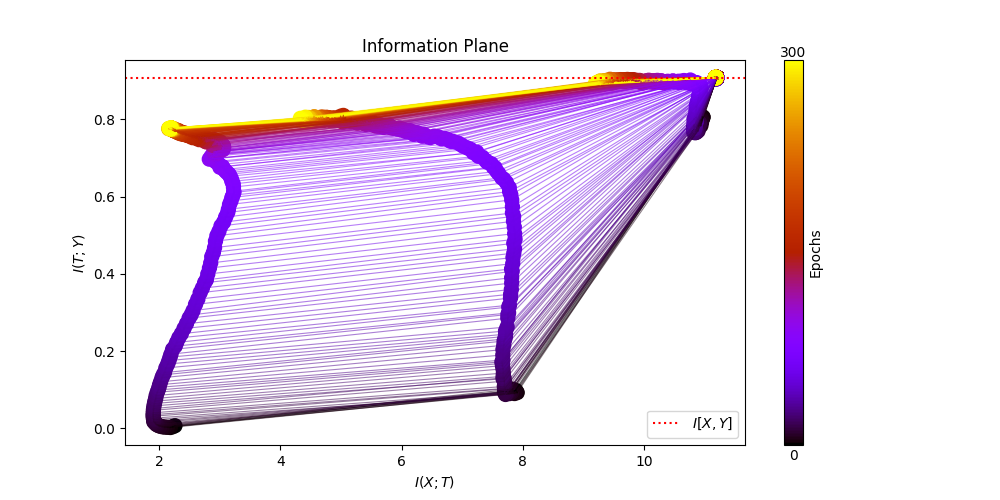 Information Plane
300
0.8
0.6
0.4
0.2
0.0
I(T; Y)
2
4
6
8
10
I(X; T)
I[X, Y]
Epochs
0